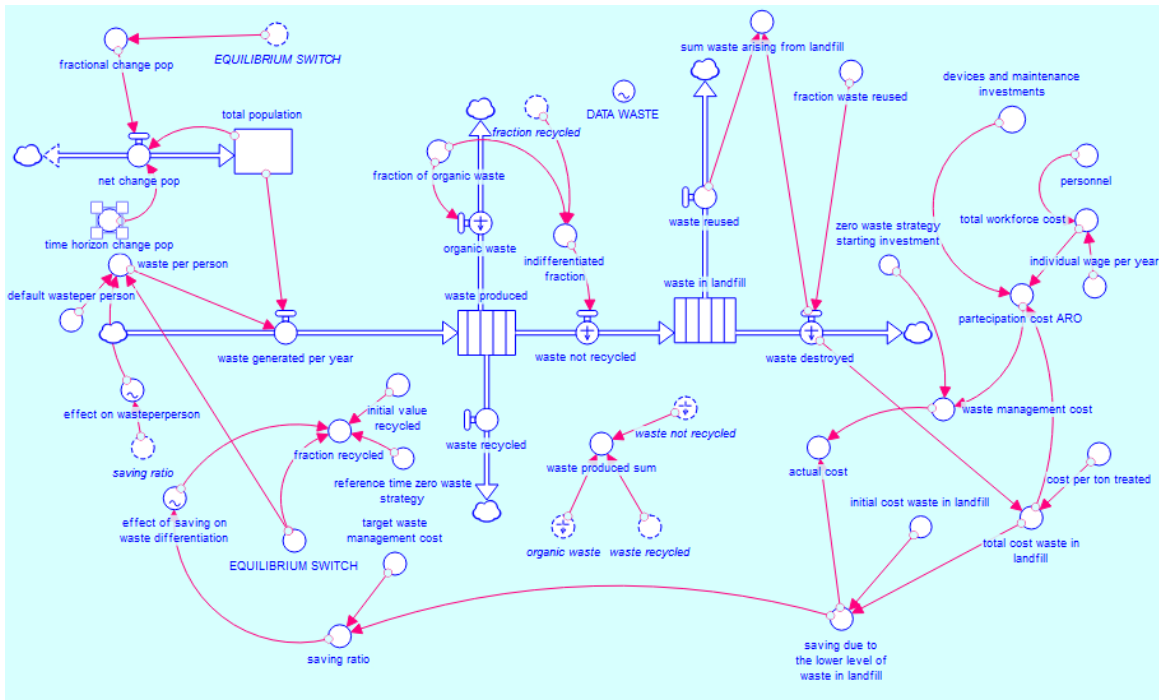 sum waste arising from landfill
fractional change pop
EQUILIBRIUM SWITCH
devices and maintenance
investments
fraction waste reused
DATA WASTE
total population
fraction recycled
fraction of organic waste
net change pop
personnel
total workforce cost
waste reused
zero waste strategy
starting investment
time horizon change pop
organic waste
indifferentiated
fraction
individual wage per year
waste per person
waste produced
waste in landfill
default wasteper person
partecipation cost ARO
waste generated per year
waste not recycled
waste destroyed
effect on wasteperperson
initial value
recycled
waste management cost
waste recycled
waste not recycled
fraction recycled
waste produced sum
actual cost
saving ratio
reference time zero waste
strategy
cost per ton treated
initial cost waste in landfill
effect of saving on
waste differentiation
target waste
management cost
organic waste
waste recycled
total cost waste in
landfill
EQUILIBRIUM SWITCH
saving ratio
saving due to
the lower level of
waste in landfill